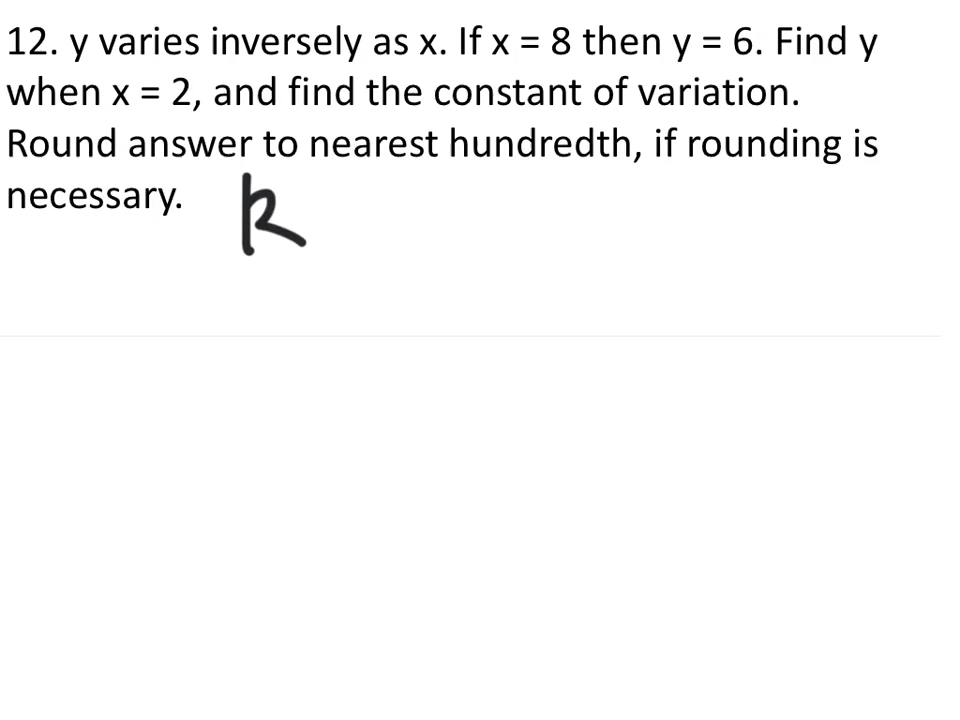 12. y varies inversely as x. If x = 8 then y = 6. Find y
when x = 2, and find the constant of variation.
Round answer to nearest hundredth, if rounding is
necessary.
k